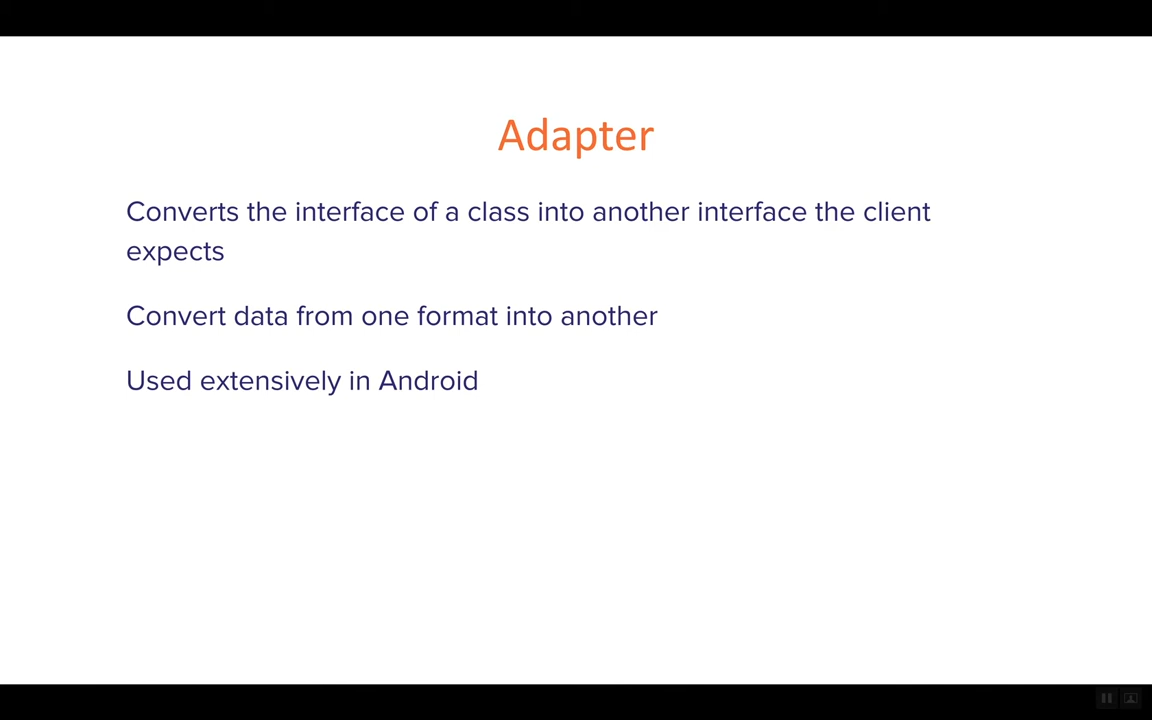 Adapter
Converts the interface of a class into another interface the client
expects
Convert data from one format into another
Used extensively in Android